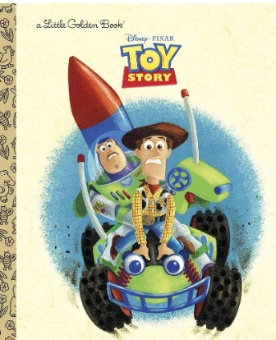 a Little Golden Book
Disney · PIXAR
TOY
STORY